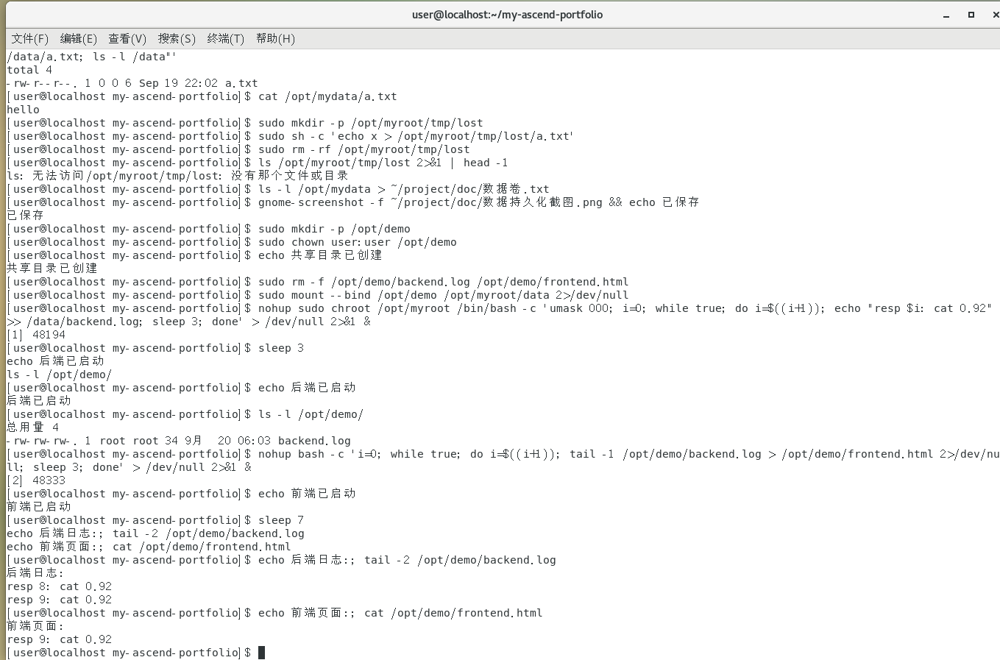 user@localhost:~/my-ascend-portfolio
文件(F) 编辑(E) 查看(V) 搜索(S) 终端(T) 帮助(H)
/data/a.txt; ls -l /data"'
total 4
-rw-r--r--. 1 0 0 6 Sep 19 22:02 a.txt
[user@localhost my-ascend-portfolio]$ cat /opt/mydata/a.txt
hello
[user@localhost my-ascend-portfolio]$ sudo mkdir -p /opt/myroot/tmp/lost
[user@localhost my-ascend-portfolio]$ sudo sh -c 'echo x > /opt/myroot/tmp/lost/a.txt'
[user@localhost my-ascend-portfolio]$ sudo rm -rf /opt/myroot/tmp/lost
[user@localhost my-ascend-portfolio]$ ls /opt/myroot/tmp/lost 2>&1 | head -1
ls: 无法访问/opt/myroot/tmp/lost: 没有那个文件或目录
[user@localhost my-ascend-portfolio]$ ls -l /opt/mydata > ~/project/doc/数据卷.txt
[user@localhost my-ascend-portfolio]$ gnome-screenshot -f ~/project/doc/数据持久化截图.png && echo 已保存
已保存
[user@localhost my-ascend-portfolio]$ sudo mkdir -p /opt/demo
[user@localhost my-ascend-portfolio]$ sudo chown user:user /opt/demo
[user@localhost my-ascend-portfolio]$ echo 共享目录已创建
共享目录已创建
[user@localhost my-ascend-portfolio]$ sudo rm -f /opt/demo/backend.log /opt/demo/frontend.html
[user@localhost my-ascend-portfolio]$ sudo mount --bind /opt/demo /opt/myroot/data 2>/dev/null
[user@localhost my-ascend-portfolio]$ nohup sudo chroot /opt/myroot /bin/bash -c 'umask 000; i=0; while true; do i=$((i+1)); echo "resp $i: cat 0.92"
>> /data/backend.log; sleep 3; done' > /dev/null 2>&1 &
[1] 48194
[user@localhost my-ascend-portfolio]$ sleep 3
echo 后端已启动
ls -l /opt/demo/
[user@localhost my-ascend-portfolio]$ echo 后端已启动
后端已启动
[user@localhost my-ascend-portfolio]$ ls -l /opt/demo/
总用量 4
-rw-rw-rw-. 1 root root 34 9月  20 06:03 backend.log
[user@localhost my-ascend-portfolio]$ nohup bash -c 'i=0; while true; do i=$((i+1)); tail -1 /opt/demo/backend.log > /opt/demo/frontend.html 2>/dev/nu
ll; sleep 3; done' > /dev/null 2>&1 &
[2] 48333
[user@localhost my-ascend-portfolio]$ echo 前端已启动
前端已启动
[user@localhost my-ascend-portfolio]$ sleep 7
echo 后端日志:; tail -2 /opt/demo/backend.log
echo 前端页面:; cat /opt/demo/frontend.html
[user@localhost my-ascend-portfolio]$ echo 后端日志:; tail -2 /opt/demo/backend.log
后端日志:
resp 8: cat 0.92
resp 9: cat 0.92
[user@localhost my-ascend-portfolio]$ echo 前端页面:; cat /opt/demo/frontend.html
前端页面:
resp 9: cat 0.92
[user@localhost my-ascend-portfolio]$